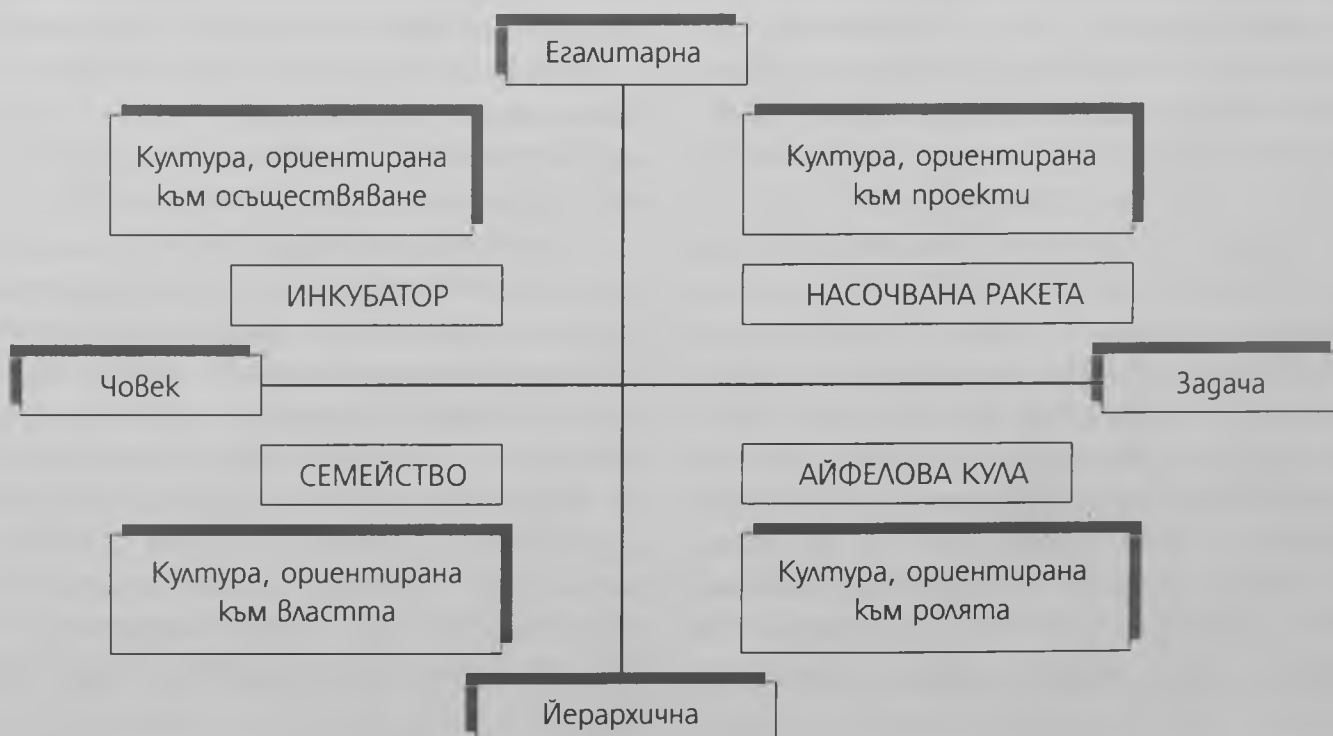 Егалитарна
Култура, ориентирана
към осъществяване
Култура, ориентирана
към проекти
ИНКУБАТОР
НАСОЧВАНА РАКЕТА
Човек
Задача
СЕМЕЙСТВО
АЙФЕЛОВА КУЛА
Култура, ориентирана
към властта
Култура, ориентирана
към ролята
Йерархична